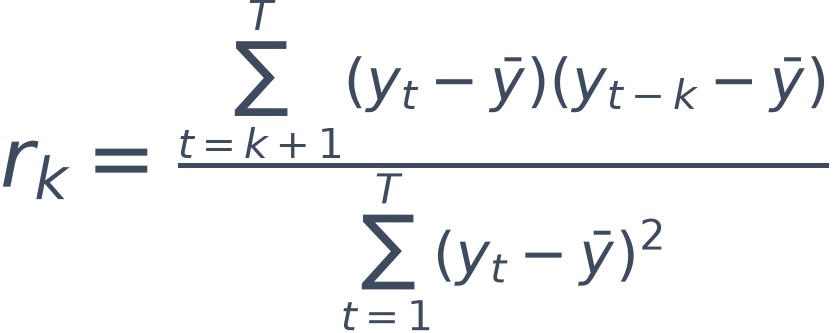 r_k = \frac{\sum_{t=k+1}^{T} (y_t - \bar{y})(y_{t-k} - \bar{y})}{\sum_{t=1}^{T} (y_t - \bar{y})^2}